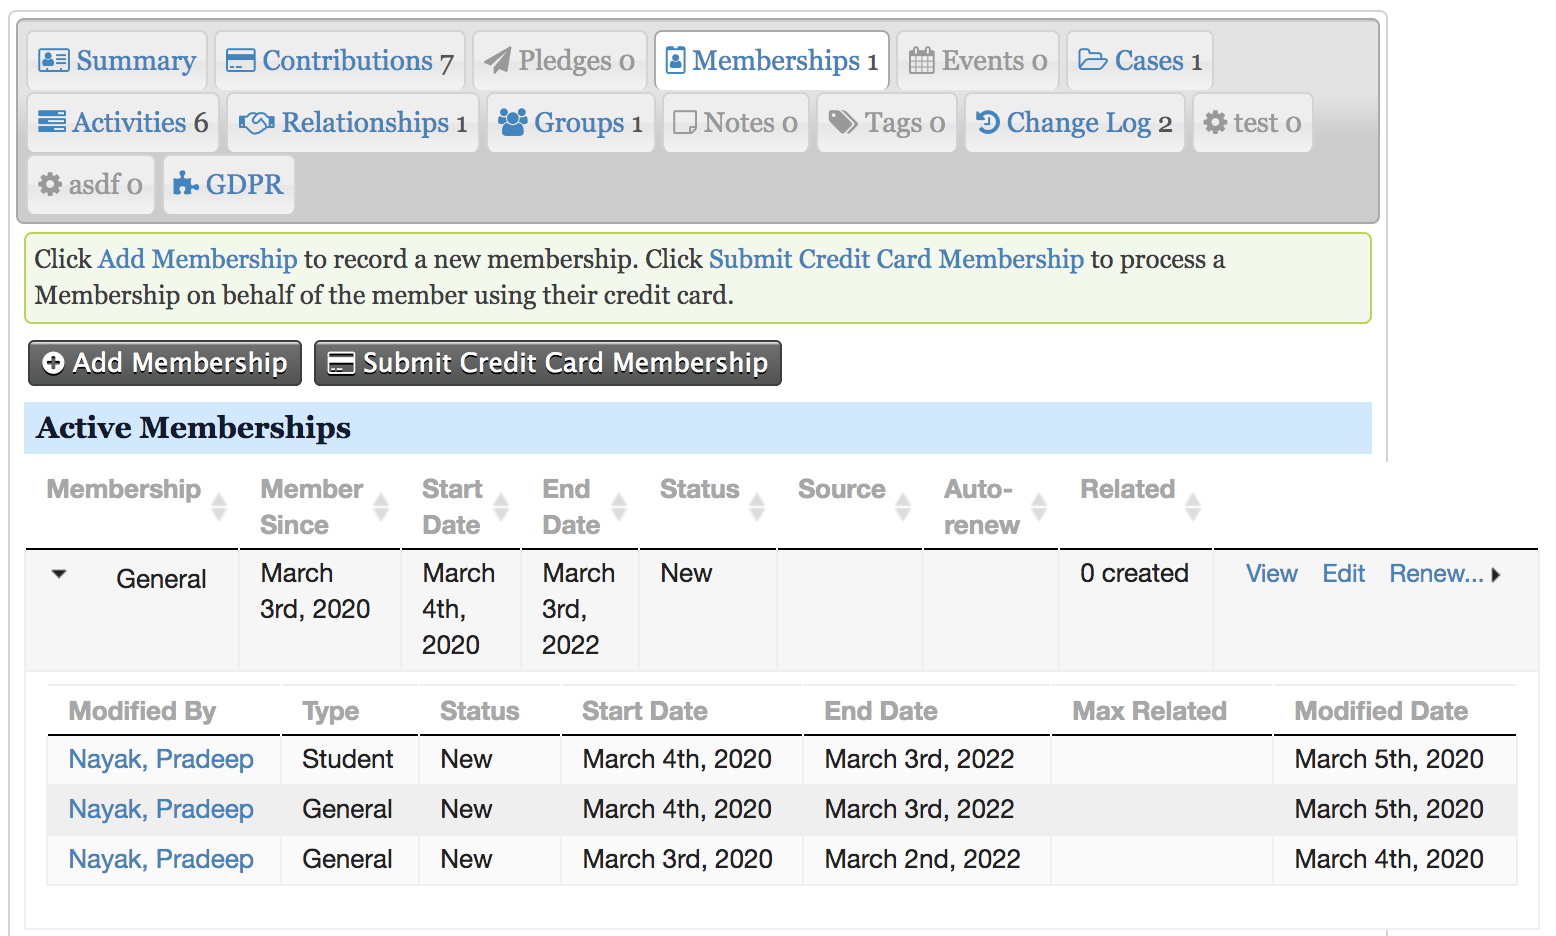 Summary Contributions 7 Pledges 0 Memberships 1 Events 0 Cases 1
Activities 6 Relationships 1 Groups 1 Notes 0 Tags 0 Change Log 2 test 0
asdf 0 GDPR
Click Add Membership to record a new membership. Click Submit Credit Card Membership to process a
Membership on behalf of the member using their credit card.
Add Membership Submit Credit Card Membership
Active Memberships
Membership Member Since Start Date End Date Status Source Auto-renew Related
General March 3rd, 2020 March 4th, 2020 March 3rd, 2022 New 0 created View Edit Renew...
Modified By Type Status Start Date End Date Max Related Modified Date
Nayak, Pradeep Student New March 4th, 2020 March 3rd, 2022 March 5th, 2020
Nayak, Pradeep General New March 4th, 2020 March 3rd, 2022 March 5th, 2020
Nayak, Pradeep General New March 3rd, 2020 March 2nd, 2022 March 4th, 2020